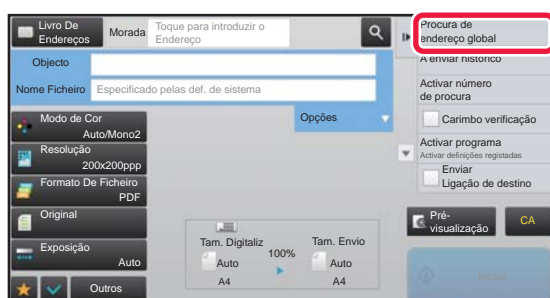 Livro De
Endereços
Morada
Toque para introduzir o
Endereço
Objecto
Nome Ficheiro
Especificado pelas def. de sistema
Modo de Cor
Auto/Mono2
Resolução
200x200ppp
Formato De Ficheiro
PDF
Original
Exposição
Auto
Outros
Opções
Tam. Digitaliz
Auto
A4
100%
Tam. Envio
Auto
A4
Procura de
endereço global
A enviar histórico
Activar número
de procura
Carimbo verificação
Activar programa
Activar definições registadas
Enviar
Ligação de destino
Pré-
visualização
CA
Iniciar